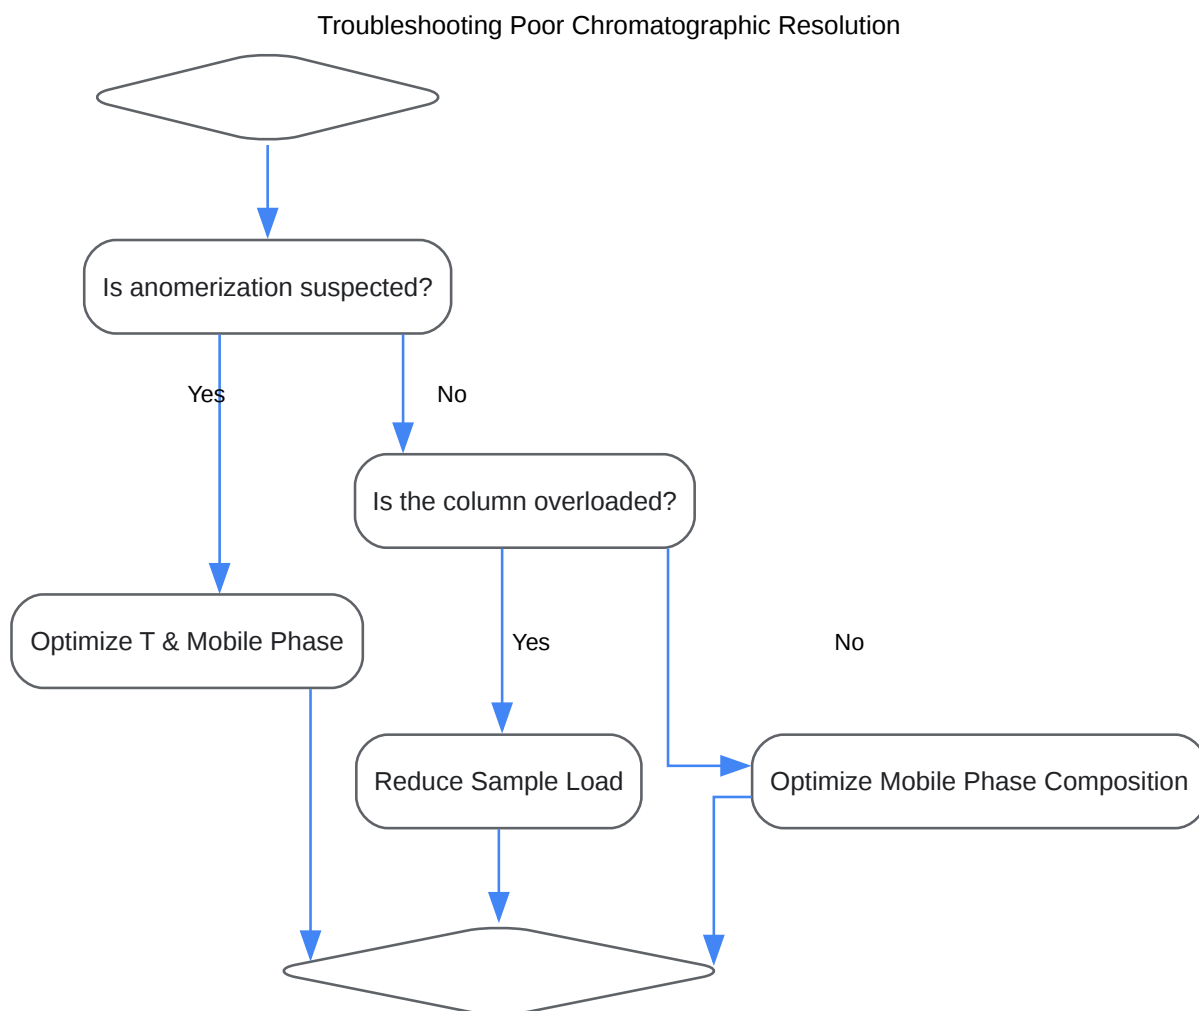 Troubleshooting Poor Chromatographic Resolution
Is anomerization suspected?
Yes
No
Is the column overloaded?
Optimize T & Mobile Phase
Yes
No
Reduce Sample Load
Optimize Mobile Phase Composition